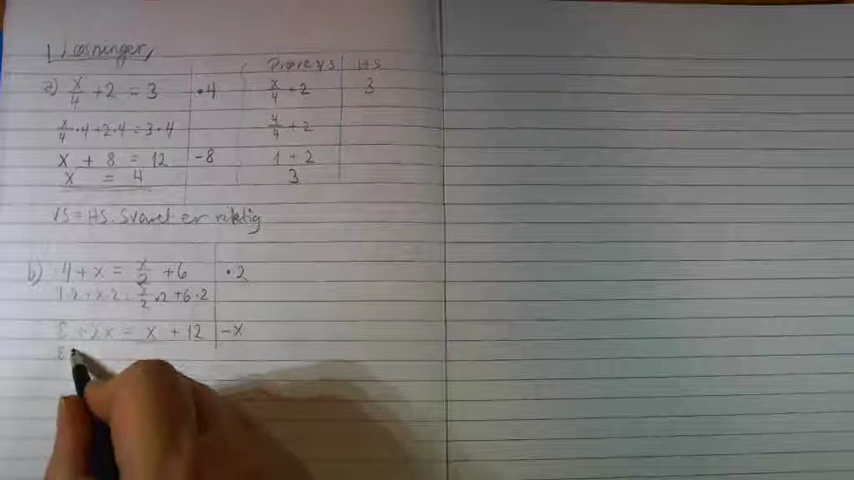 Løsninger
a) x/4 + 2 = 3 | •4 | Prøve VS | HS
x/4 + 2 | 3
x/4 • 4 + 2 • 4 = 3 • 4 | 4/4 + 2
x + 8 = 12 | -8 | 1 + 2
x = 4 | 3
VS = HS. Svaret er riktig
b) 4 + x = x/2 + 6 | •2
4 • 2 + x • 2 = x/2 • 2 + 6 • 2
8 + 2x = x + 12 | -x
8